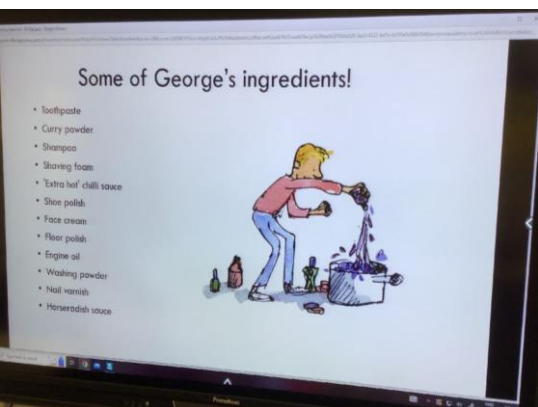 Some of George's ingredients!
• Toothpaste
• Curry powder
• Shampoo
• Shaving foam
• 'Extra hot' chilli sauce
• Shoe polish
• Face cream
• Floor polish
• Engine oil
• Washing powder
• Nail varnish
• Horseradish sauce
Promethean